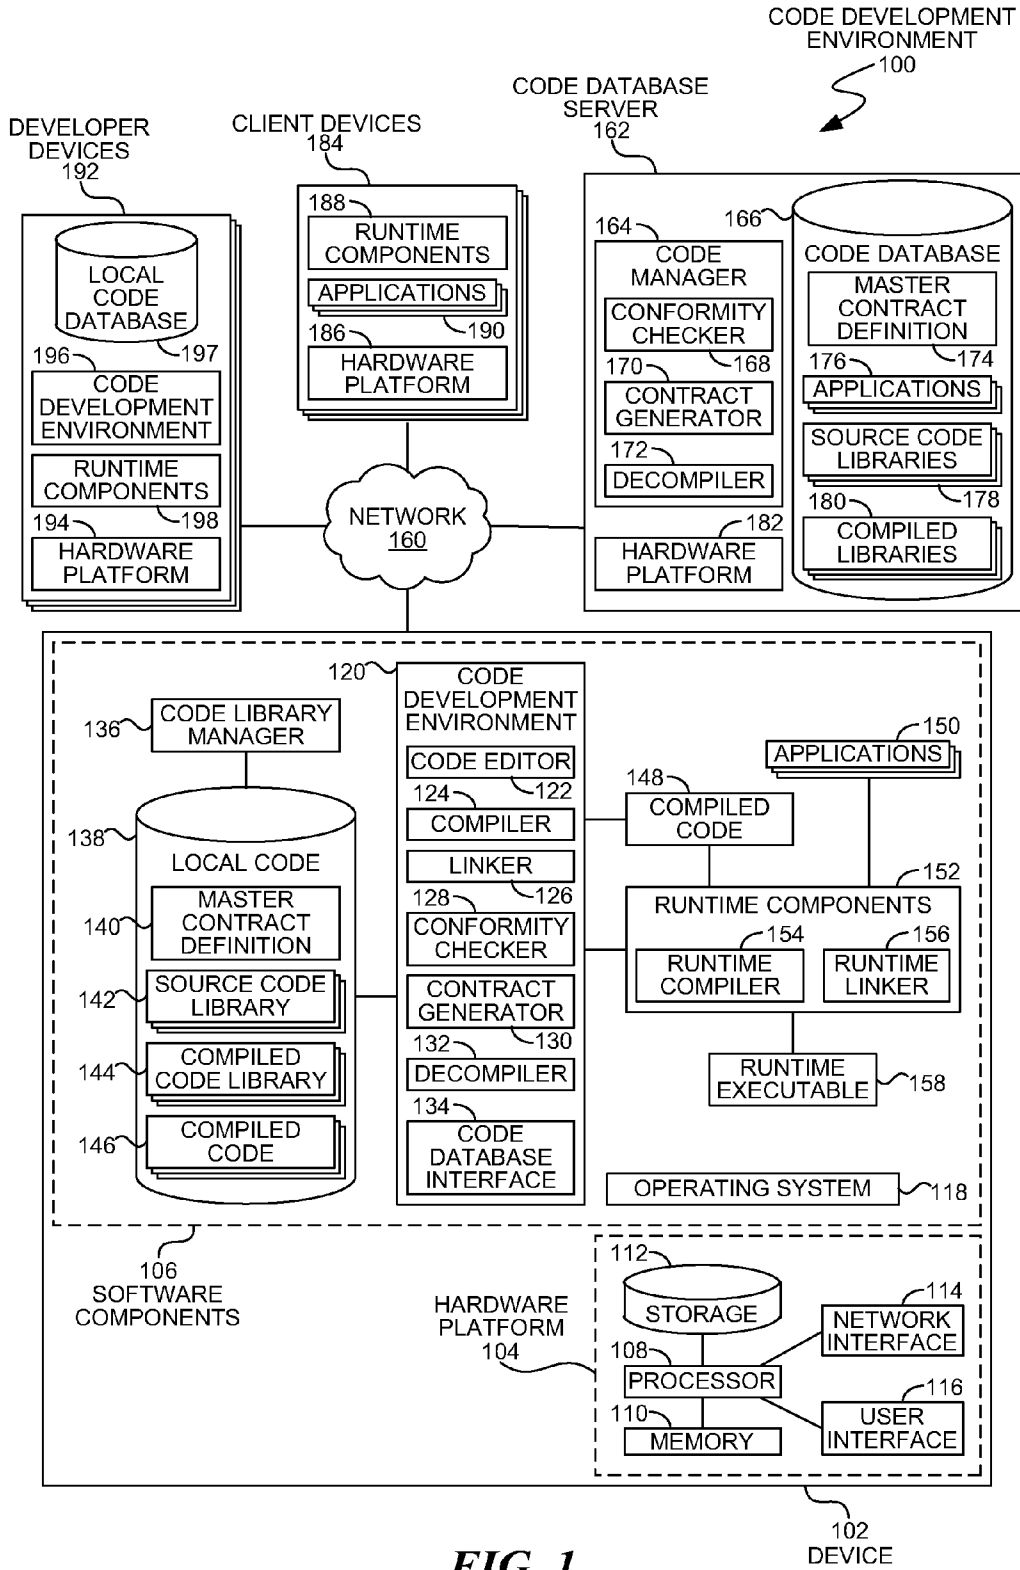 CODE DEVELOPMENT
ENVIRONMENT
100
CODE DATABASE
SERVER
162
CLIENT DEVICES
184
DEVELOPER
DEVICES
192
LOCAL
CODE
DATABASE
197
196
CODE
DEVELOPMENT
ENVIRONMENT
RUNTIME
COMPONENTS
198
194
HARDWARE
PLATFORM
188
RUNTIME
COMPONENTS
APPLICATIONS
190
186
HARDWARE
PLATFORM
164
CODE
MANAGER
CONFORMITY
CHECKER
168
170
CONTRACT
GENERATOR
172
DECOMPILER
182
HARDWARE
PLATFORM
166
CODE DATABASE
MASTER
CONTRACT
DEFINITION
174
176
APPLICATIONS
SOURCE CODE
LIBRARIES
178
180
COMPILED
LIBRARIES
NETWORK
160
136
CODE LIBRARY
MANAGER
138
LOCAL CODE
140
MASTER
CONTRACT
DEFINITION
142
SOURCE CODE
LIBRARY
144
COMPILED
CODE LIBRARY
146
COMPILED
CODE
120
CODE
DEVELOPMENT
ENVIRONMENT
CODE EDITOR
122
124
COMPILER
LINKER
126
128
CONFORMITY
CHECKER
CONTRACT
GENERATOR
130
132
DECOMPILER
134
CODE
DATABASE
INTERFACE
148
COMPILED
CODE
150
APPLICATIONS
152
RUNTIME COMPONENTS
154
RUNTIME
COMPILER
156
RUNTIME
LINKER
RUNTIME
EXECUTABLE
158
OPERATING SYSTEM
118
106
SOFTWARE
COMPONENTS
HARDWARE
PLATFORM
104
112
STORAGE
108
PROCESSOR
110
MEMORY
114
NETWORK
INTERFACE
116
USER
INTERFACE
102
DEVICE
FIG. 1